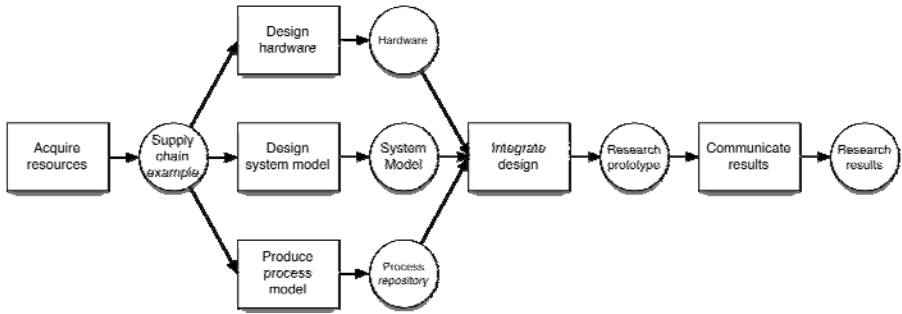 Design
hardware
Hardware
Acquire
resources
Supply
chain
example
Design
system model
System
Model
Integrate
design
Research
prototype
Communicate
results
Research
results
Produce
process
model
Process
repository